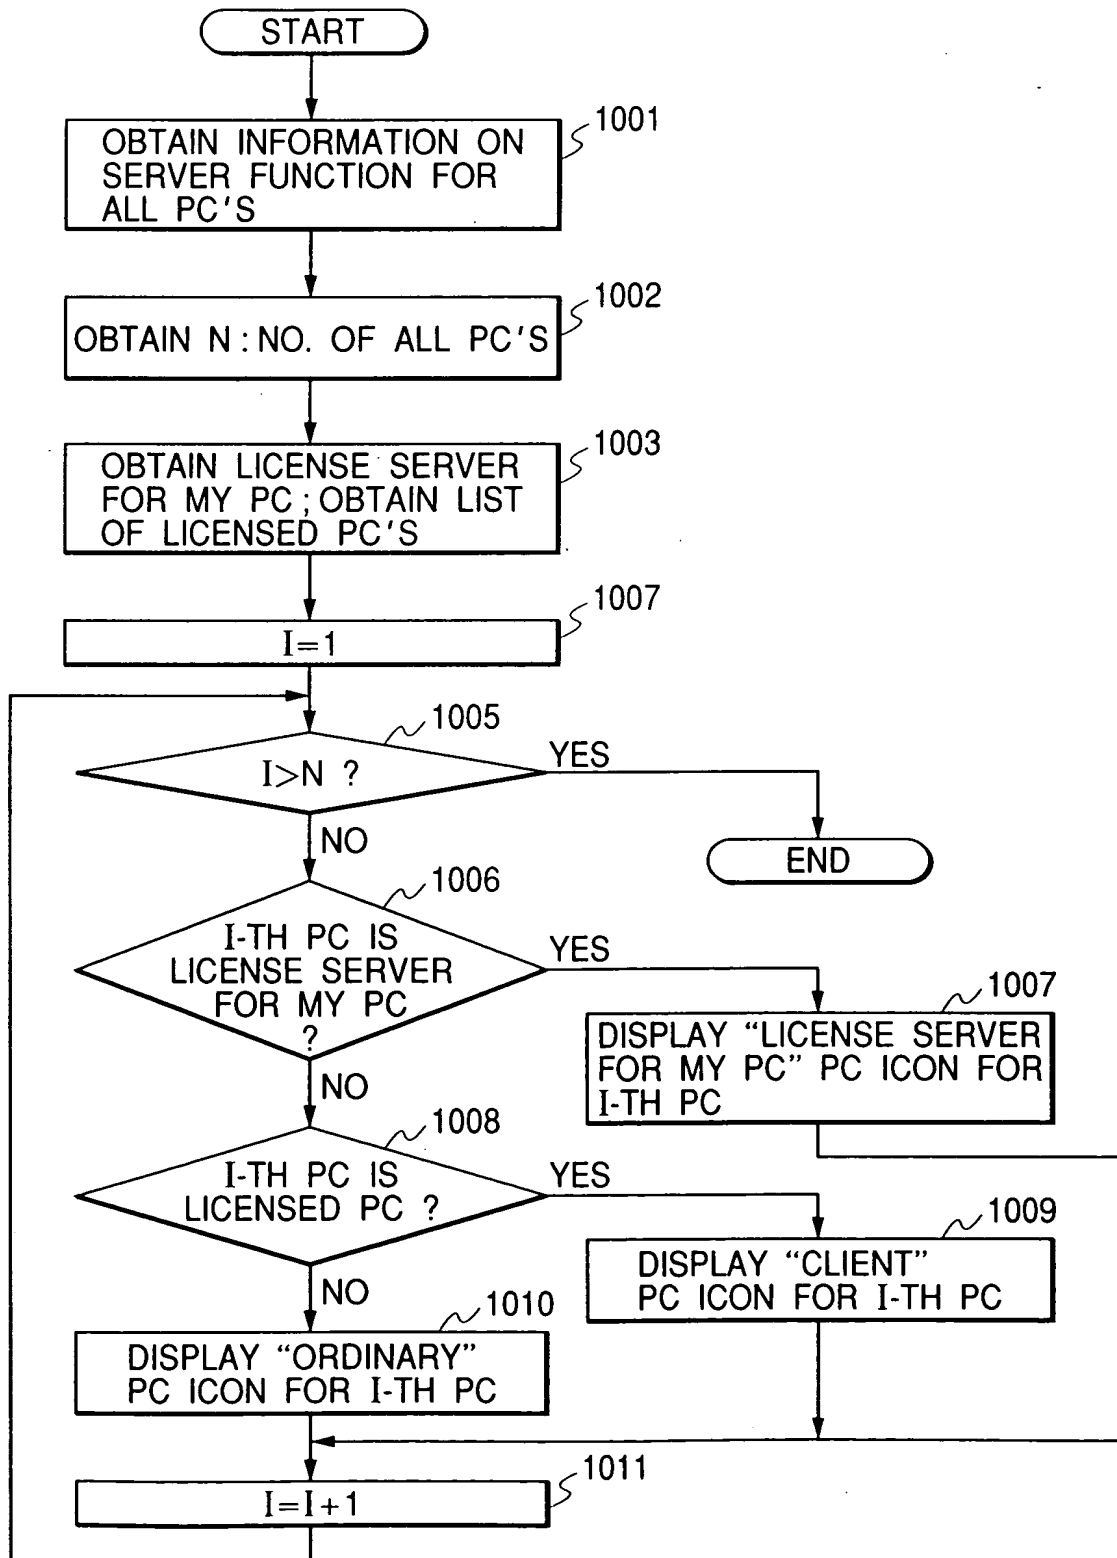 START
1001
OBTAIN INFORMATION ON
SERVER FUNCTION FOR
ALL PC'S
1002
OBTAIN N : NO. OF ALL PC'S
1003
OBTAIN LICENSE SERVER
FOR MY PC ; OBTAIN LIST
OF LICENSED PC'S
1007
I=1
1005
I>N ?
YES
NO
END
1006
I-TH PC IS
LICENSE SERVER
FOR MY PC
?
YES
NO
1007
DISPLAY “LICENSE SERVER
FOR MY PC” PC ICON FOR
I-TH PC
1008
I-TH PC IS
LICENSED PC ?
YES
NO
1009
DISPLAY “CLIENT”
PC ICON FOR I-TH PC
1010
DISPLAY “ORDINARY”
PC ICON FOR I-TH PC
1011
I=I+1